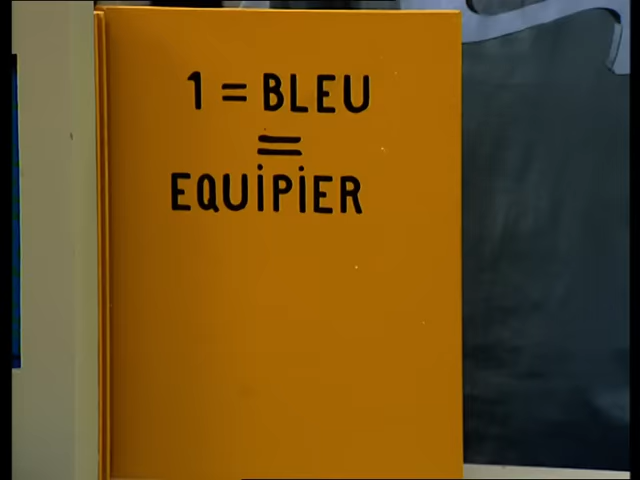 1 = BLEU
=
EQUiPiER